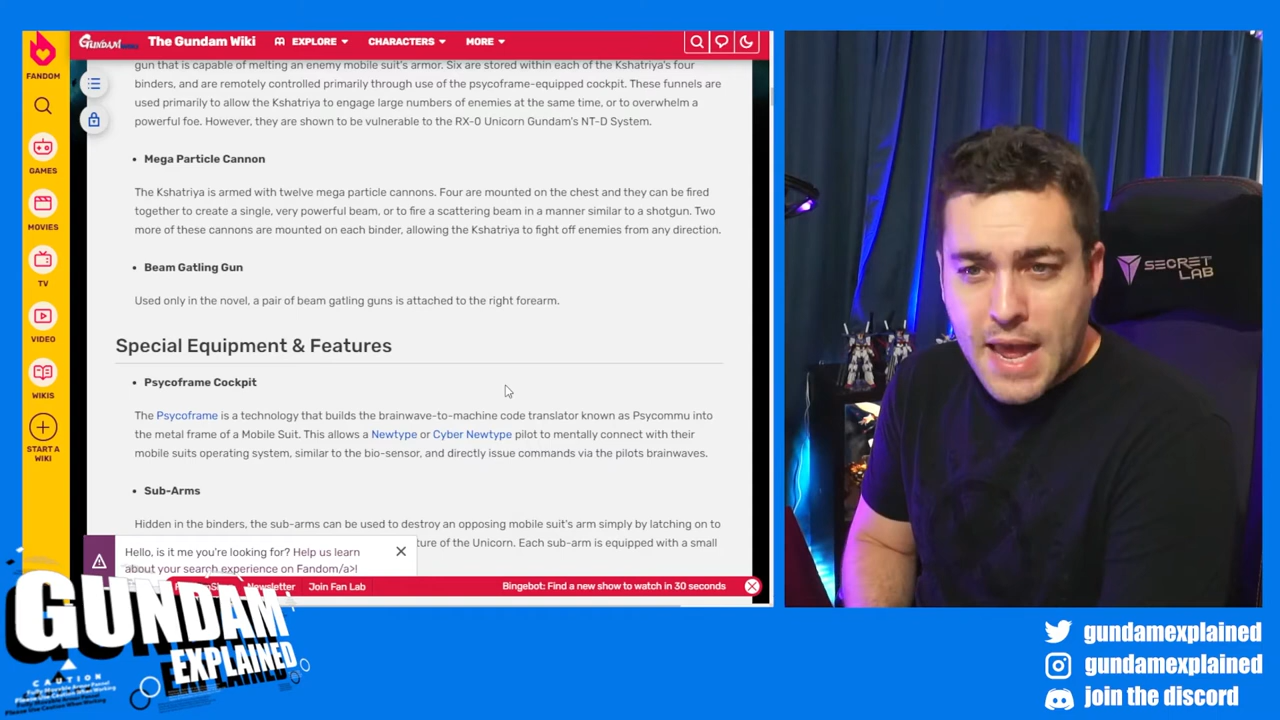 GUNDAM
The Gundam Wiki
EXPLORE
CHARACTERS
MORE
FANDOM
GAMES
MOVIES
TV
VIDEO
WIKIS
START A
WIKI
gun that is capable of melting an enemy mobile suit's armor. Six are stored within each of the Kshatriya's four
binders, and are remotely controlled primarily through use of the psycoframe-equipped cockpit. These funnels are
used primarily to allow the Kshatriya to engage large numbers of enemies at the same time, or to overwhelm a
powerful foe. However, they are shown to be vulnerable to the RX-0 Unicorn Gundam's NT-D System.
• Mega Particle Cannon
The Kshatriya is armed with twelve mega particle cannons. Four are mounted on the chest and they can be fired
together to create a single, very powerful beam, or to fire a scattering beam in a manner similar to a shotgun. Two
more of these cannons are mounted on each binder, allowing the Kshatriya to fight off enemies from any direction.
• Beam Gatling Gun
Used only in the novel, a pair of beam gatling guns is attached to the right forearm.
Special Equipment & Features
• Psycoframe Cockpit
The Psycoframe is a technology that builds the brainwave-to-machine code translator known as Psycommu into
the metal frame of a Mobile Suit. This allows a Newtype or Cyber Newtype pilot to mentally connect with their
mobile suits operating system, similar to the bio-sensor, and directly issue commands via the pilots brainwaves.
• Sub-Arms
Hidden in the binders, the sub-arms can be used to destroy an opposing mobile suit's arm simply by latching on to
ture of the Unicorn. Each sub-arm is equipped with a small
Hello, is it me you're looking for? Help us learn
about your search experience on Fandom/a>!
Newsletter
Join Fan Lab
Bingebot: Find a new show to watch in 30 seconds
SECRET
LAB
GUNDAM
EXPLAINED
CAUTION
gundamexplained
gundamexplained
join the discord